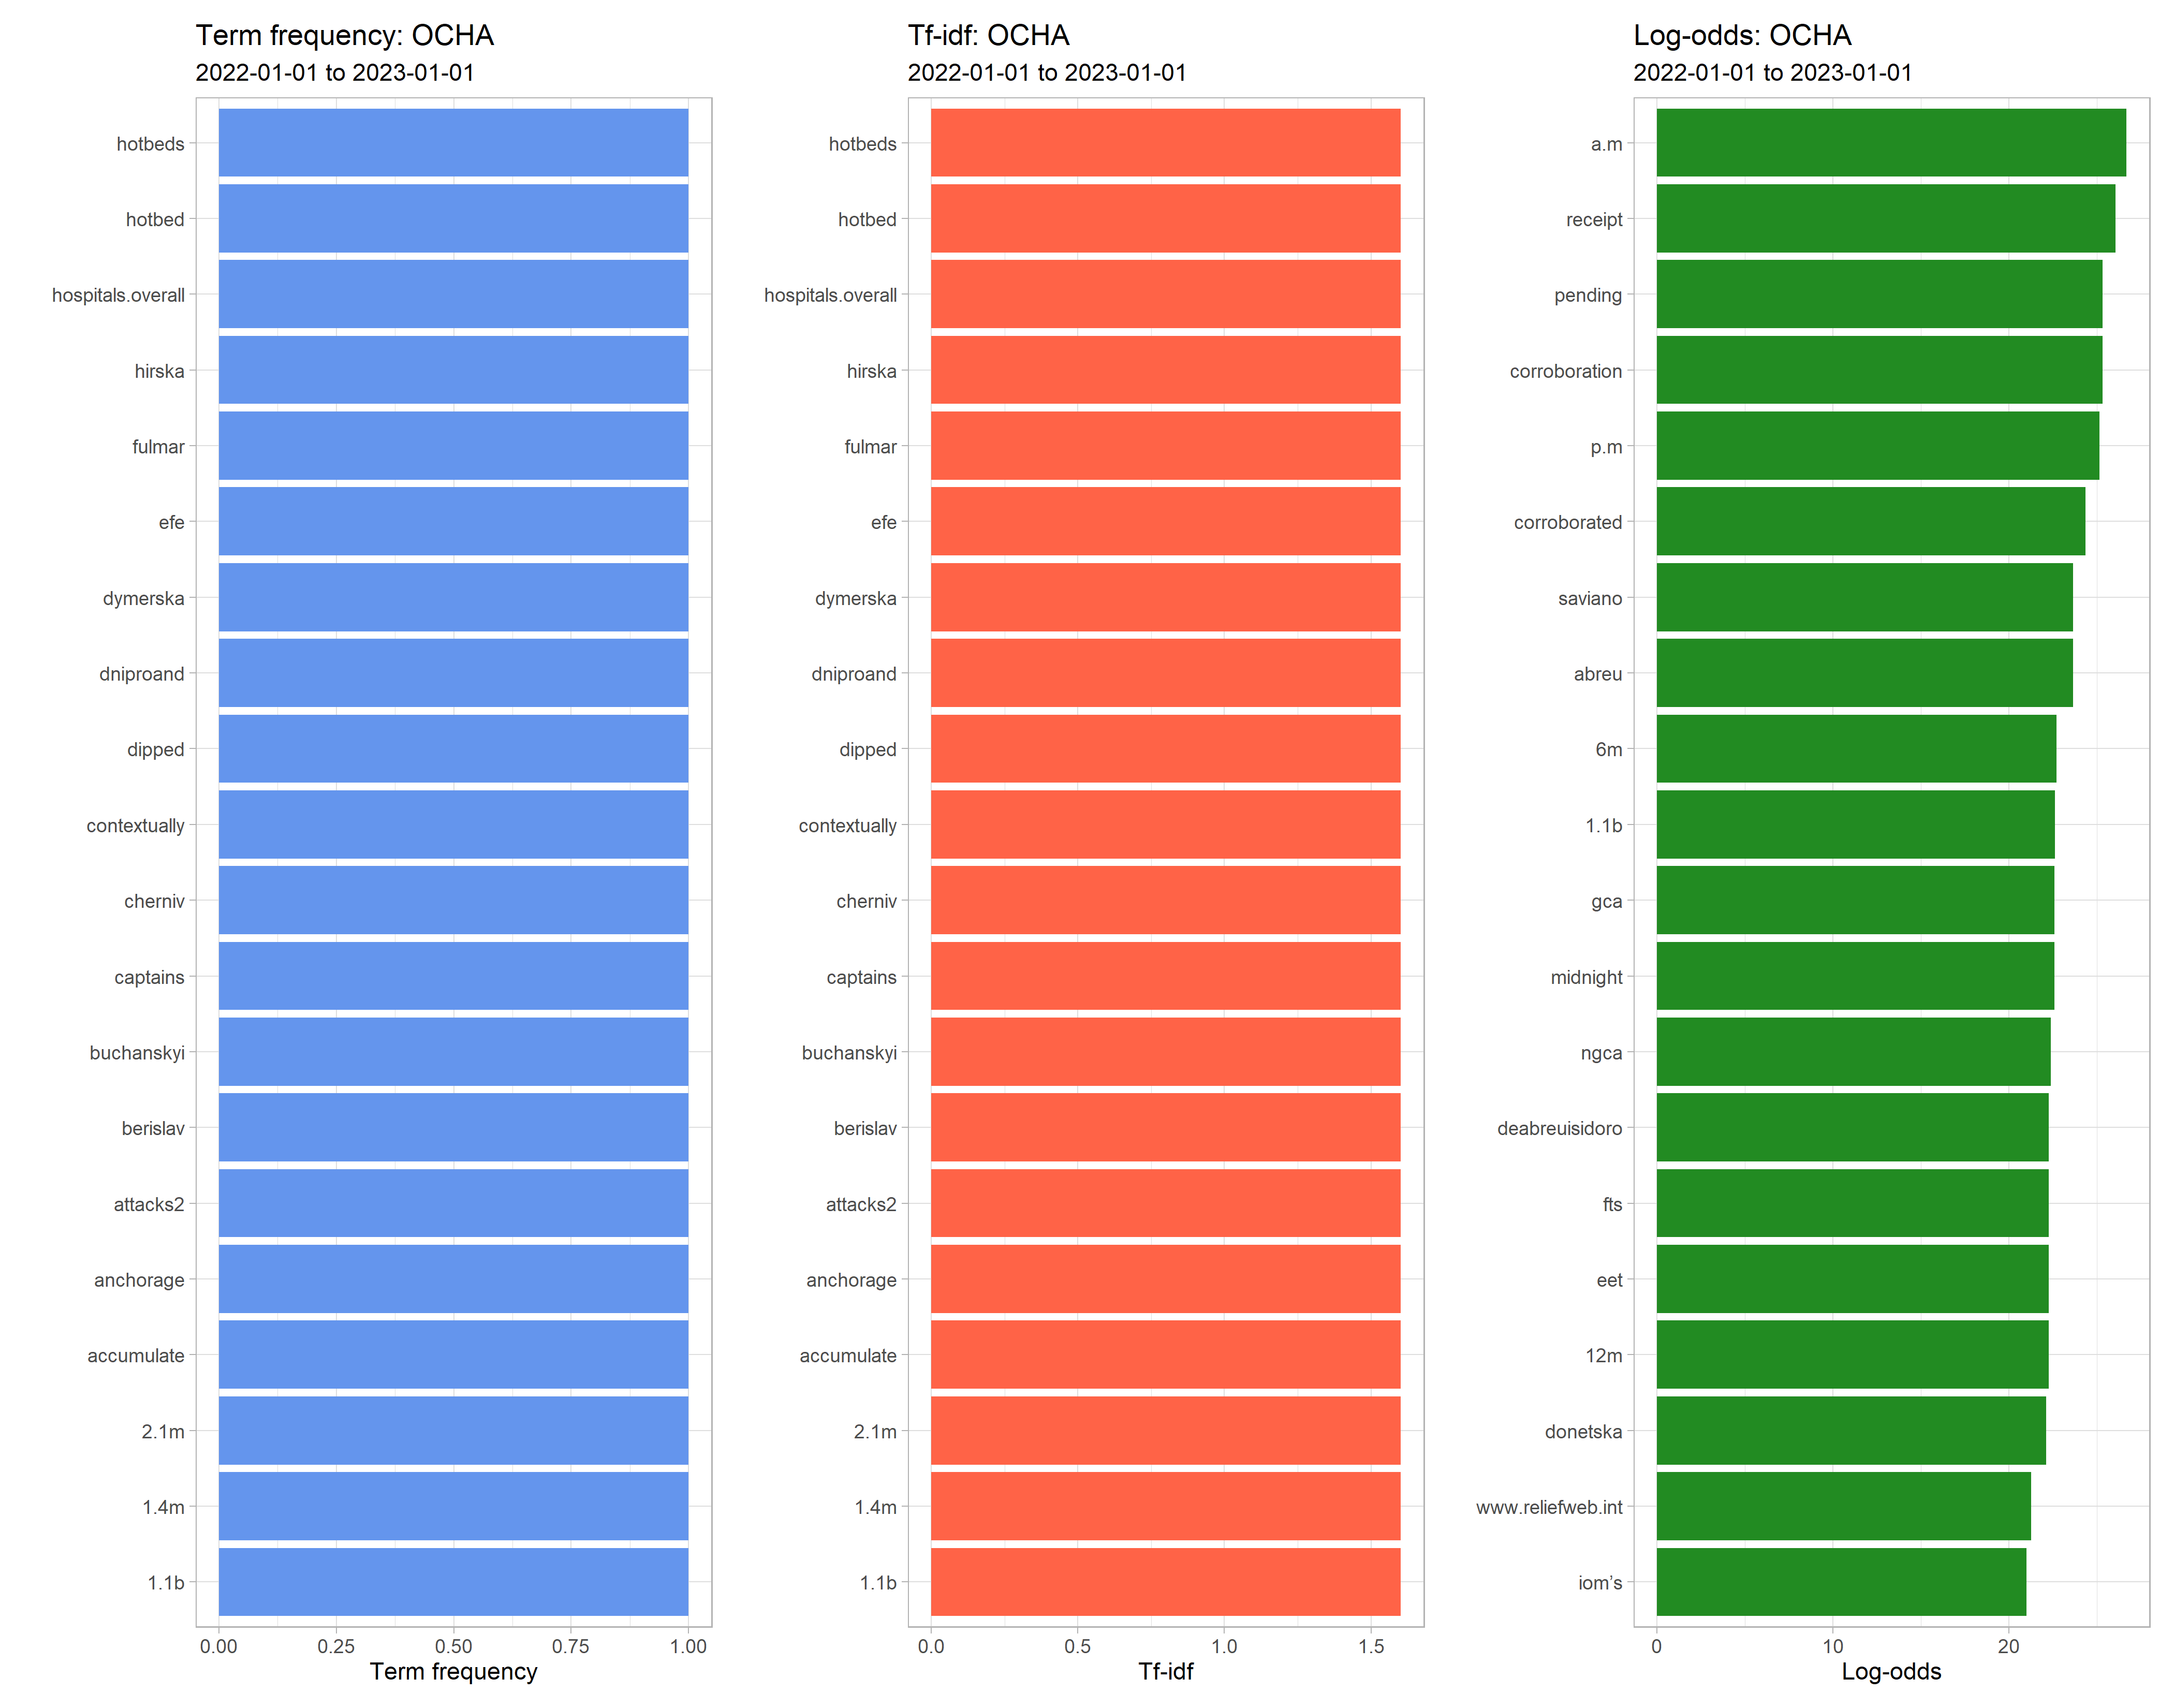 Term frequency: OCHA
2022-01-01 to 2023-01-01
hotbeds
hotbed
hospitals.overall
hirska
fulmar
efe
dymerska
dniproand
dipped
contextually
cherniv
captains
buchanskyi
berislav
attacks2
anchorage
accumulate
2.1m
1.4m
1.1b
0.00 0.25 0.50 0.75 1.00
Term frequency
Tf-idf: OCHA
2022-01-01 to 2023-01-01
hotbeds
hotbed
hospitals.overall
hirska
fulmar
efe
dymerska
dniproand
dipped
contextually
cherniv
captains
buchanskyi
berislav
attacks2
anchorage
accumulate
2.1m
1.4m
1.1b
0.0 0.5 1.0 1.5
Tf-idf
Log-odds: OCHA
2022-01-01 to 2023-01-01
a.m
receipt
pending
corroboration
p.m
corroborated
saviano
abreu
6m
1.1b
gca
midnight
ngca
deabreuisidoro
fts
eet
12m
donetska
www.reliefweb.int
iom’s
0 10 20
Log-odds